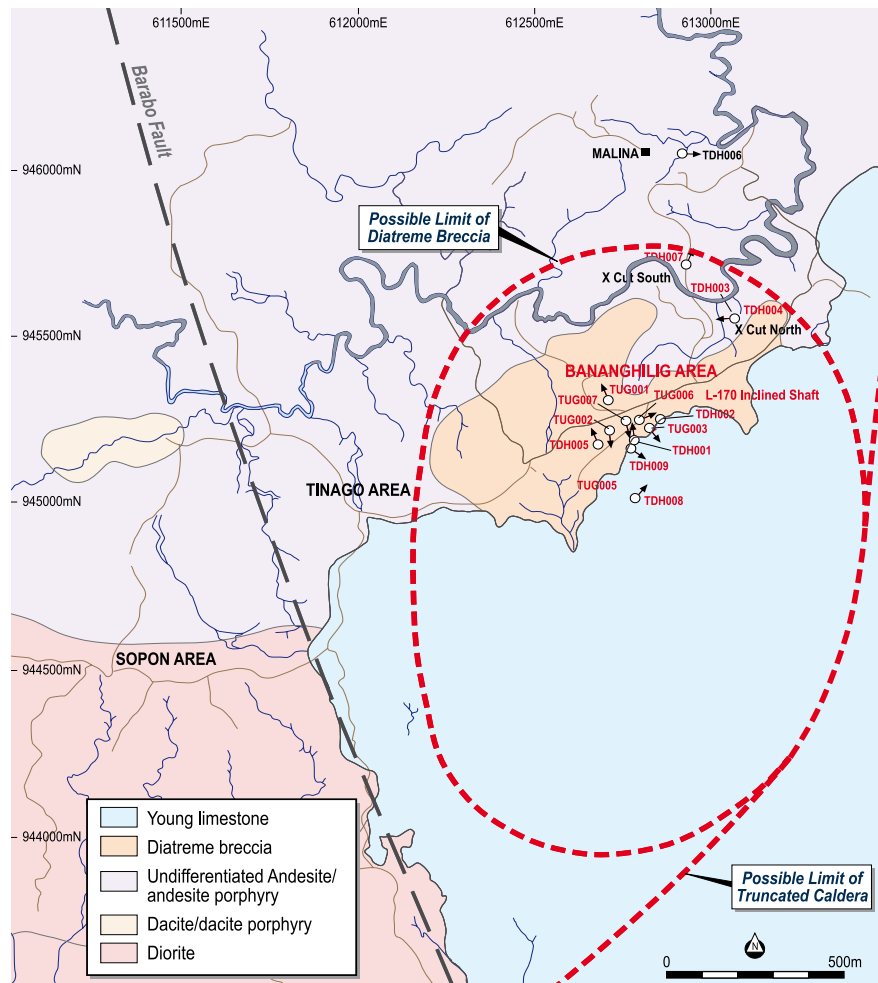 611500mE
612000mE
612500mE
613000mE
Barabo Fault
946000mN
MALINA
TDH006
Possible Limit of
Diatreme Breccia
TDH007
X Cut South
TDH003
TDH004
X Cut North
945500mN
BANANGHILIG AREA
TUG001
TUG006
L-170 Inclined Shaft
TUG007
TDH002
TUG002
TUG003
TDH005
TDH001
TDH009
TUG005
TDH008
TINAGO AREA
945000mN
SOPON AREA
944500mN
944000mN
Young limestone
Diatreme breccia
Undifferentiated Andesite/
andesite porphyry
Dacite/dacite porphyry
Diorite
Possible Limit of
Truncated Caldera
N
0
500m